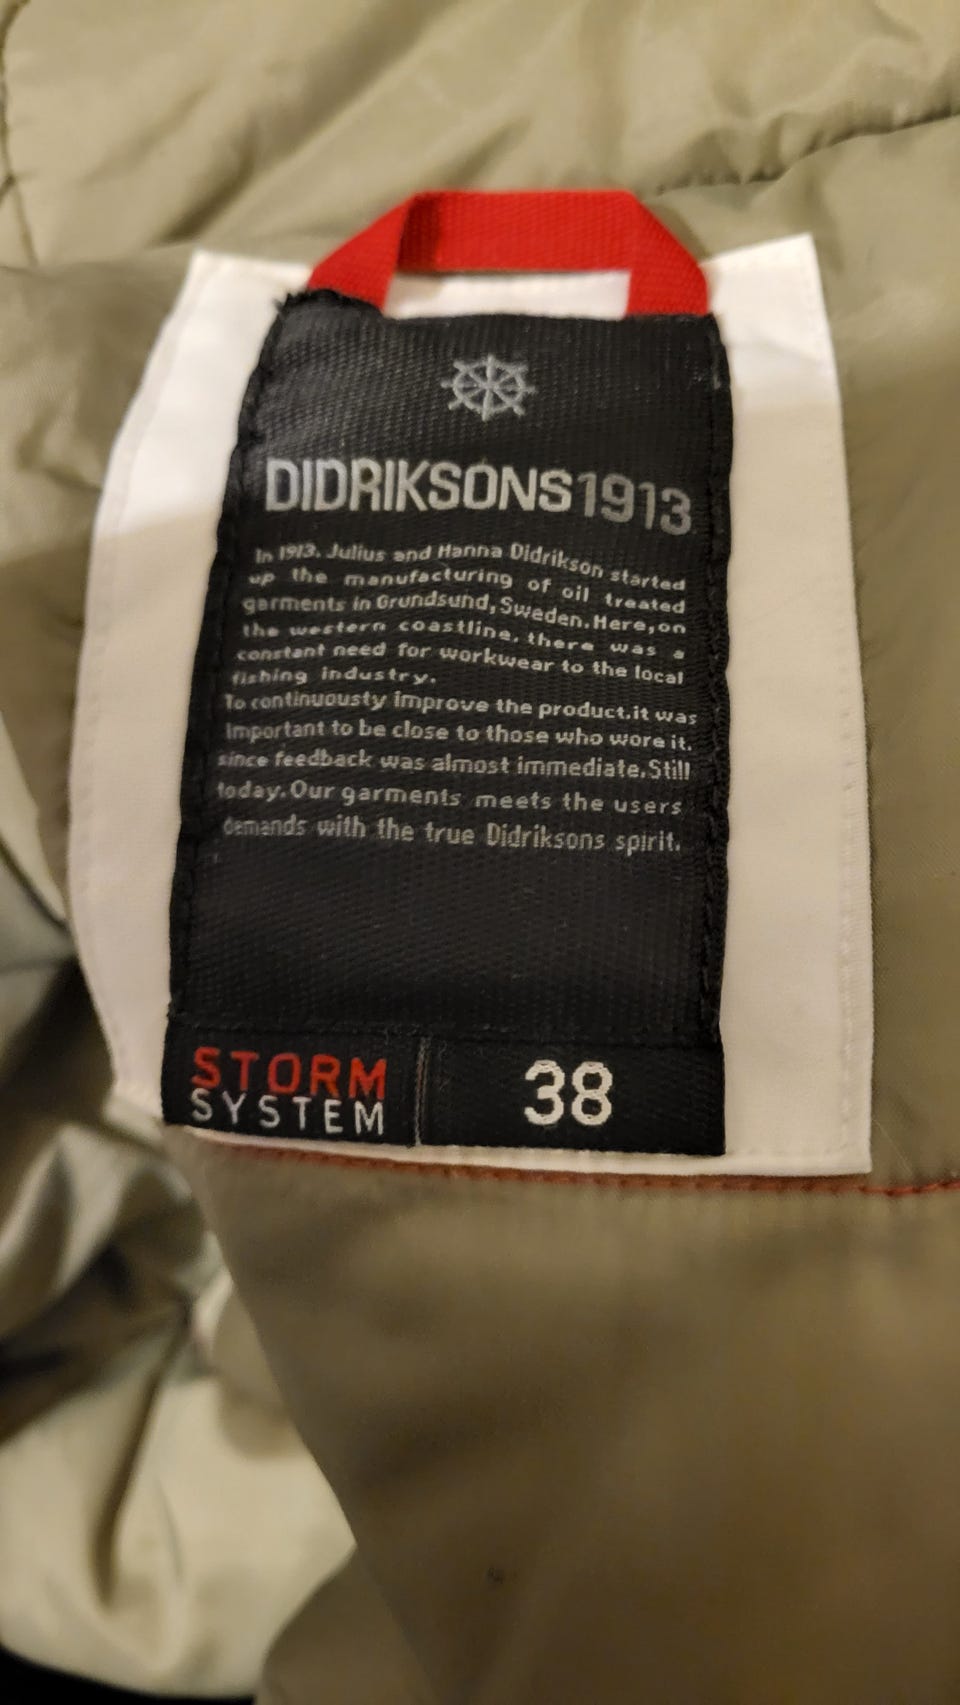 DIDRIKSONS1913
In 1913, Julius and Hanna Didrikson started
up the manufacturing of oil treated
garments in Grundsund, Sweden. Here, on
the western coastline, there was a
constant need for workwear to the local
fishing industry.
To continuously improve the product, it was
important to be close to those who wore it,
since feedback was almost immediate. Still
today. Our garments meets the users
demands with the true Didriksons spirit.
STORM
SYSTEM
38